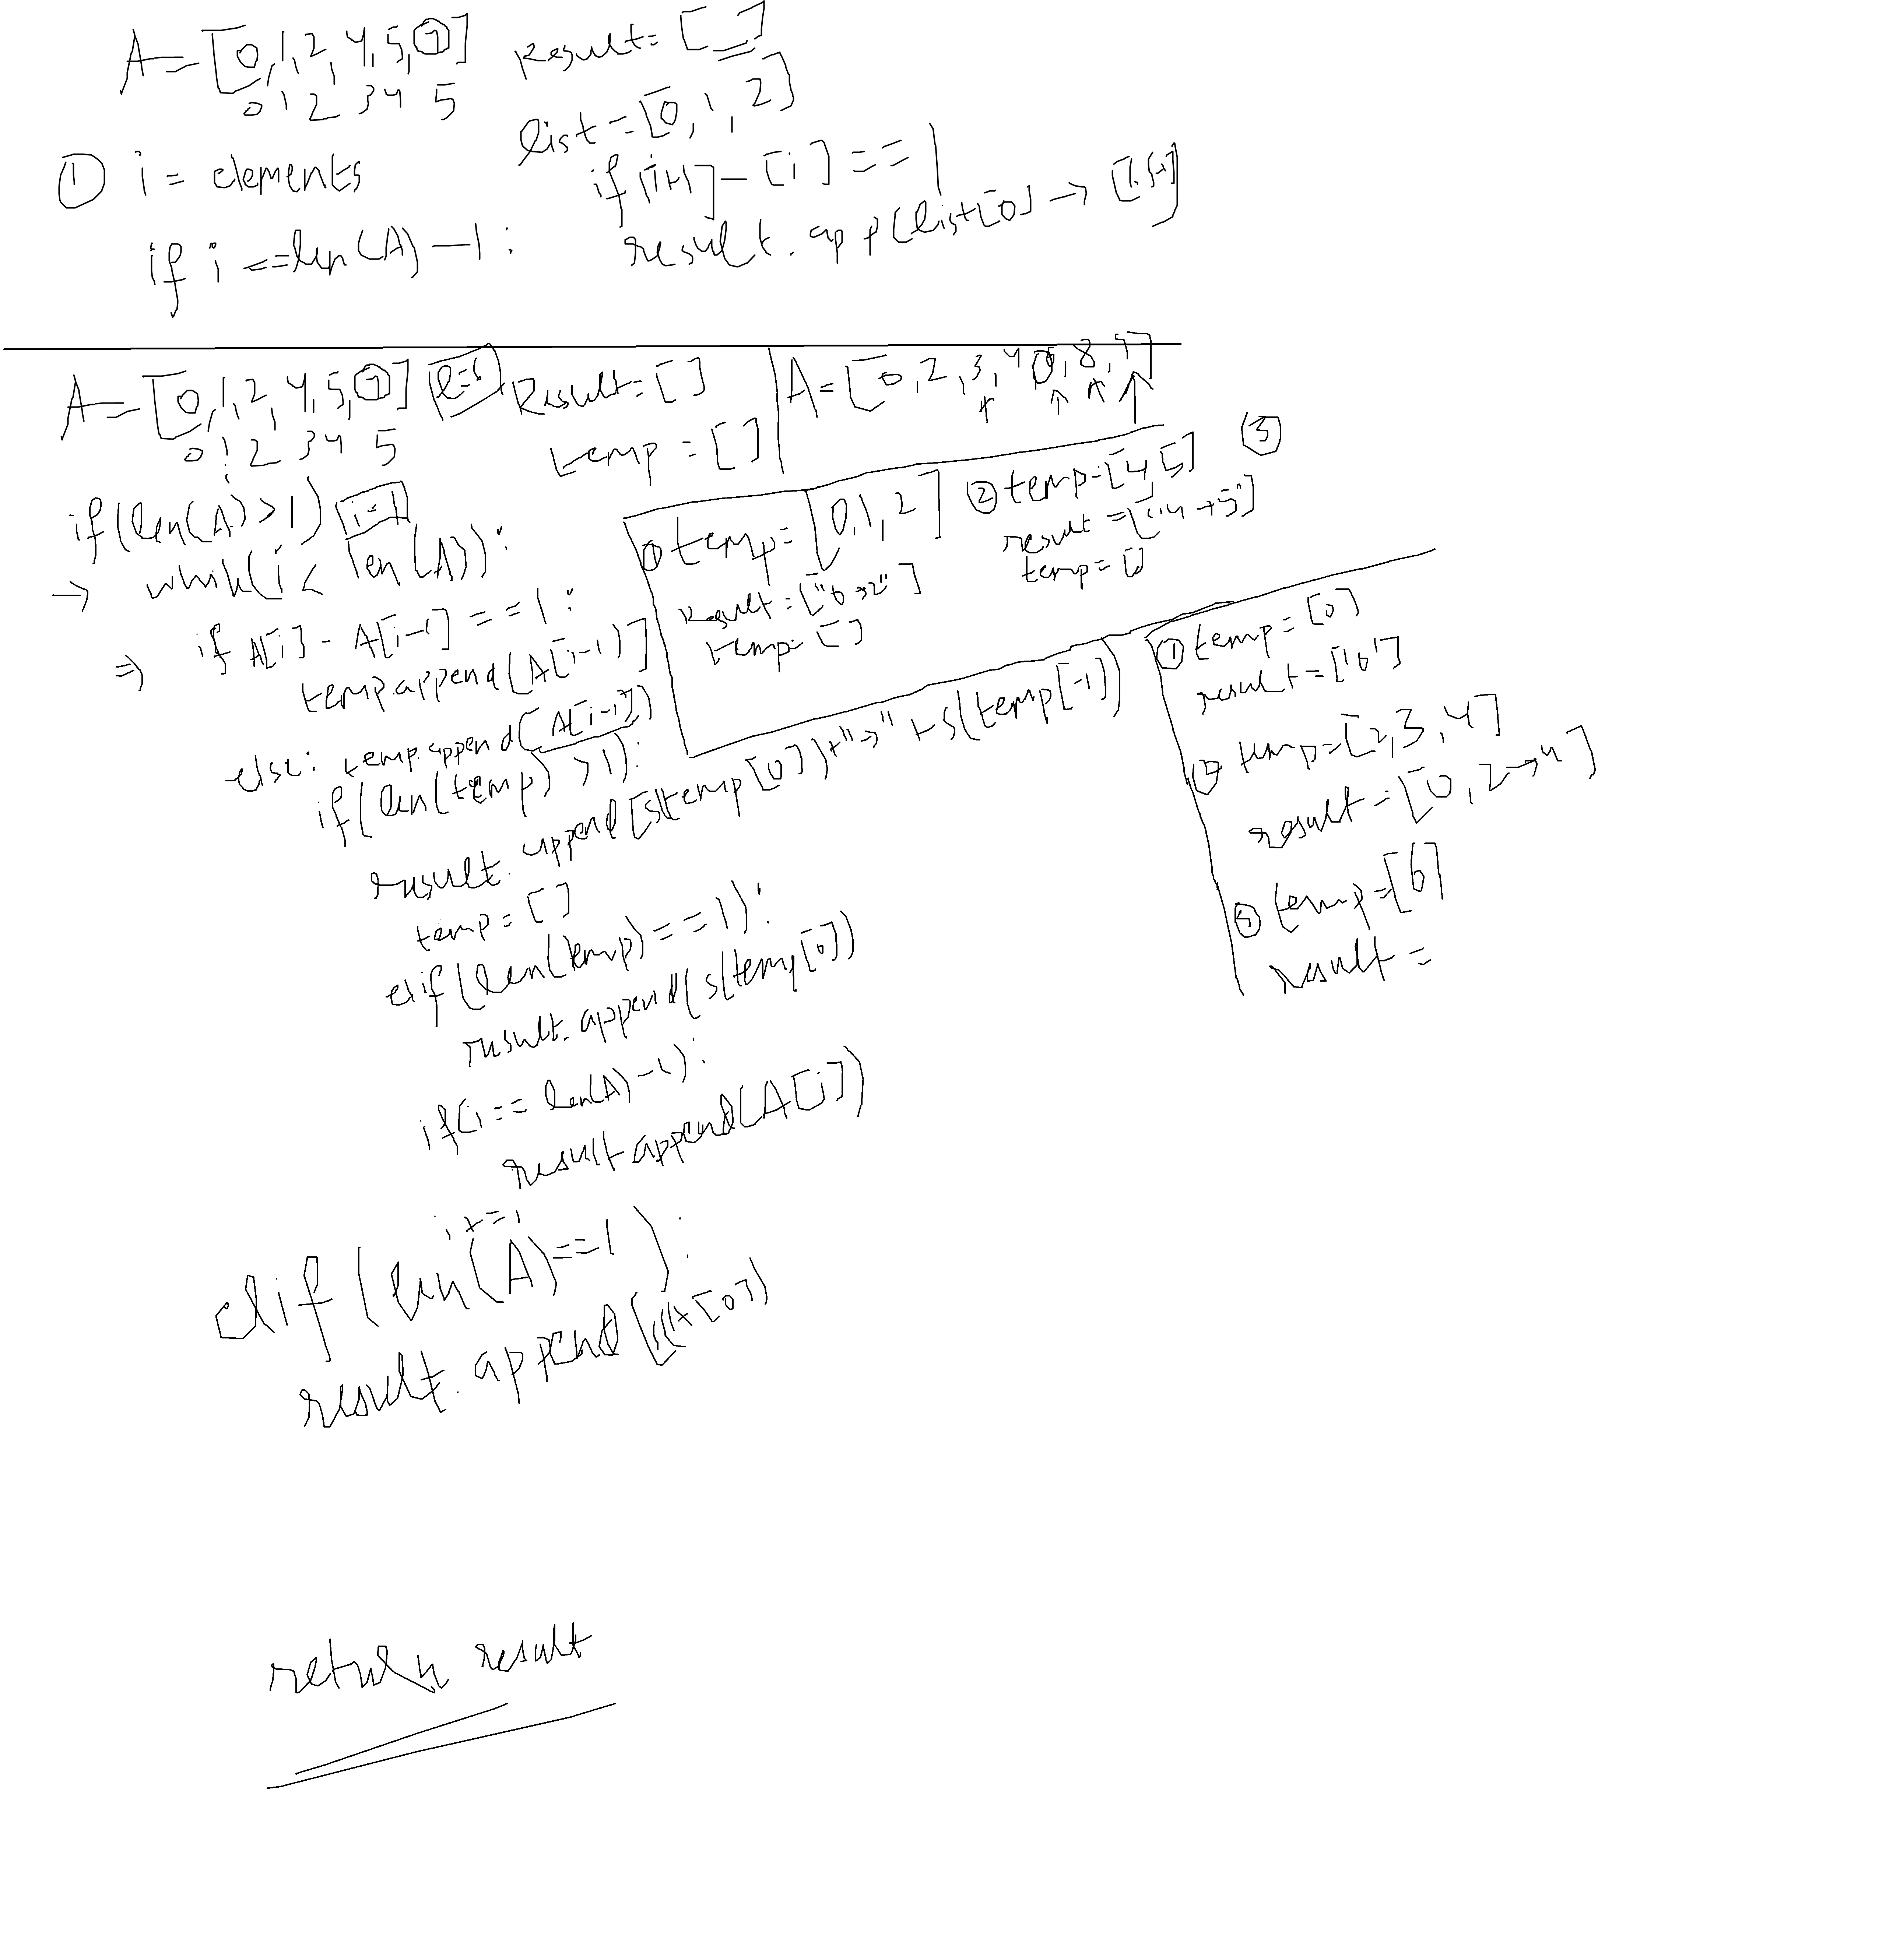 A = [0,1,2,4,5,7]
0 1 2 3 4 5
Result = [ ]
list = [0,1,2]
① i = elements
if [i+1] - [i] == 1
if i <= len(A) - 1 :
result.app(list[0] →
A = [0,1,2,4,5,7] l=6
0 1 2 3 4 5
i
Result = [ ]
temp = [ ]
A = [0,2,3,4,6,8,9]
if (len(A) > 1) i=1
→ while(i < len(A)) :
⇒ if A[i] - A[i-1] == 1 :
temp.append(A[i-1)]
else: temp.append(A[i-1])
if(len(temp) > 1) :
result.append[s(temp[0])+"→" + s(temp[-1])
temp = [ ]
elif(len(temp) == 1) :
result.append(s(temp[0])
if(i == len(A) -1) :
result append(A[i])
i += 1
elif(len(A)==1) :
result.append(s(A[0])
return result
① temp = [0,1,2]
Result = ["0→2"]
temp = [ ]
② temp=[4,5]
result = ["4→5"]
temp = [ ]
③
① temp = [0]
result = ['0']
② temp=[2,3,4]
result = [0, 2→4]
③ temp=[6]
result =